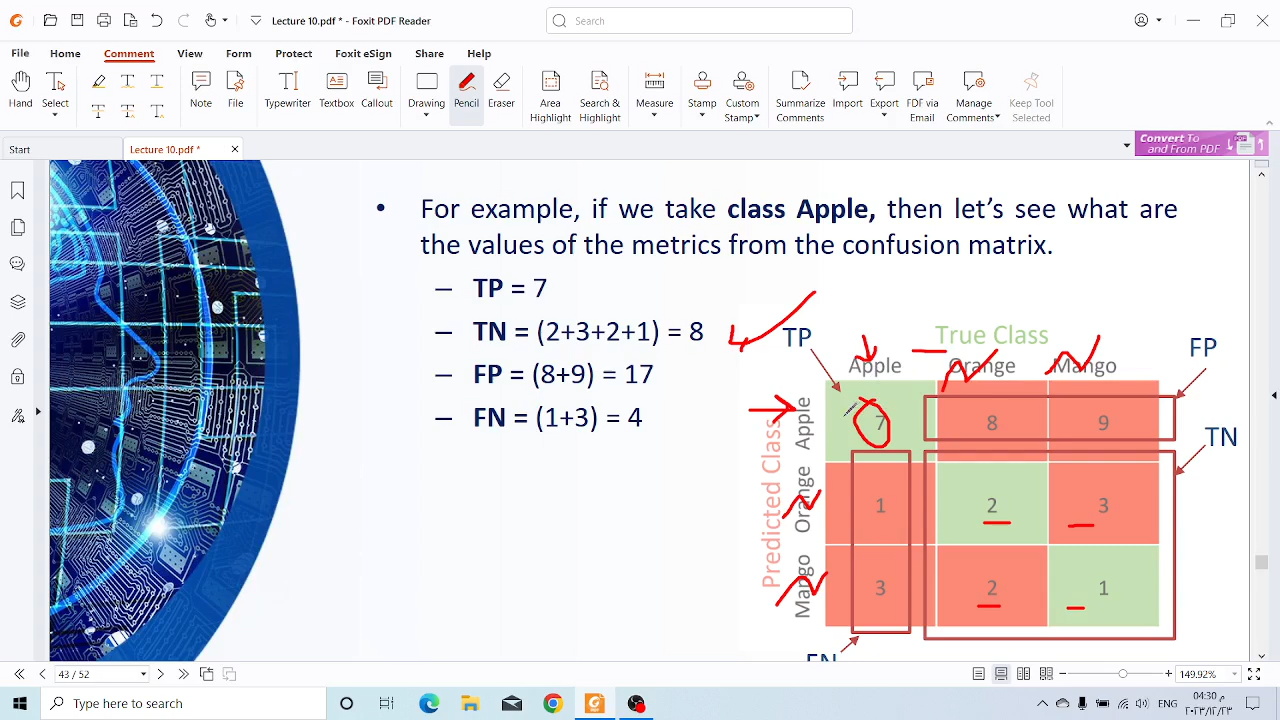 Lecture 10.pdf * - Foxit PDF Reader
Search
File Home Comment View Form Protect Foxit eSign Share Help
Hand Select Note File Typewriter Textbox Callout Drawing Pencil Eraser Area Highlight Search & Highlight Measure Stamp Custom Stamp Summarize Comments Import Export FDF via Email Manage Comments Keep Tool Selected
Start
Lecture 10.pdf *
Convert To and From PDF
• For example, if we take class Apple, then let's see what are
the values of the metrics from the confusion matrix.
– TP = 7
– TN = (2+3+2+1) = 8
– FP = (8+9) = 17
– FN = (1+3) = 4
TP
True Class
FP
Apple Orange Mango
Predicted Class
Apple 7 8 9
TN
Orange 1 2 3
Mango 3 2 1
FN
43 / 52
149.92%
Type here to search
04:30